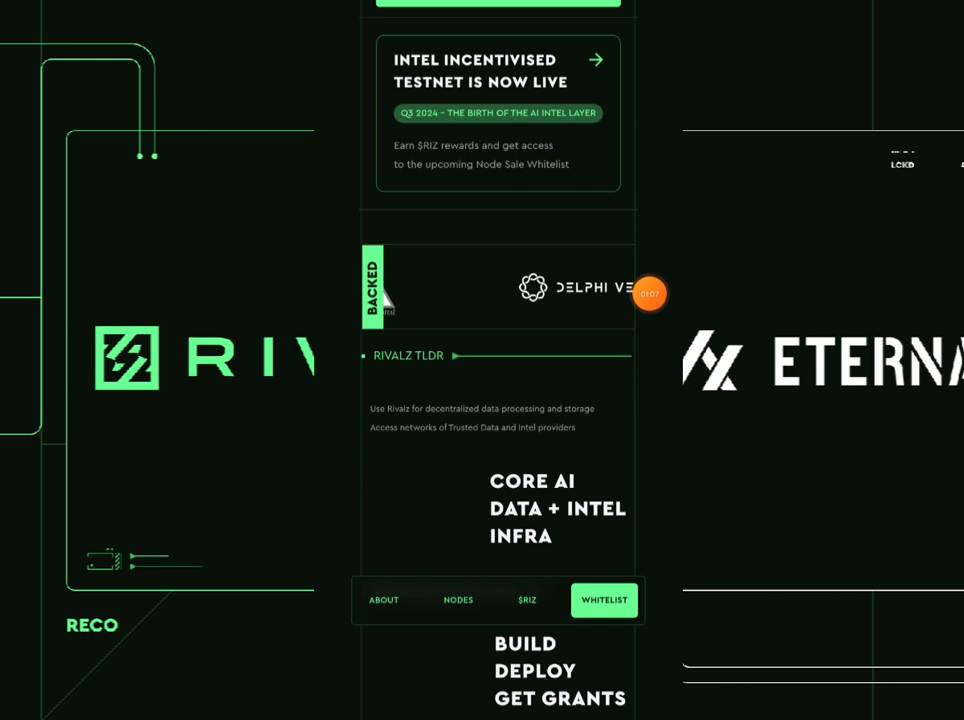 INTEL INCENTIVISED
TESTNET IS NOW LIVE
Q3 2024 - THE BIRTH OF THE AI INTEL LAYER
Earn $RIZ rewards and get access
to the upcoming Node Sale Whitelist
LCKD
BACKED
DELPHI VE
01:07
RIV
ETERNA
RIVALZ TLDR
Use Rivalz for decentralized data processing and storage
Access networks of Trusted Data and Intel providers
CORE AI
DATA + INTEL
INFRA
ABOUT
NODES
$RIZ
WHITELIST
RECO
BUILD
DEPLOY
GET GRANTS